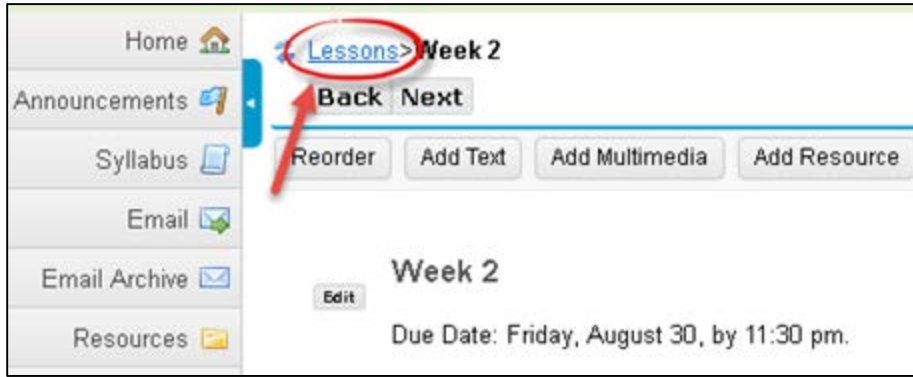 Home
Announcements
Syllabus
Email
Email Archive
Resources
Lessons>Week 2
Back Next
Reorder Add Text Add Multimedia Add Resource
Edit
Week 2
Due Date: Friday, August 30, by 11:30 pm.